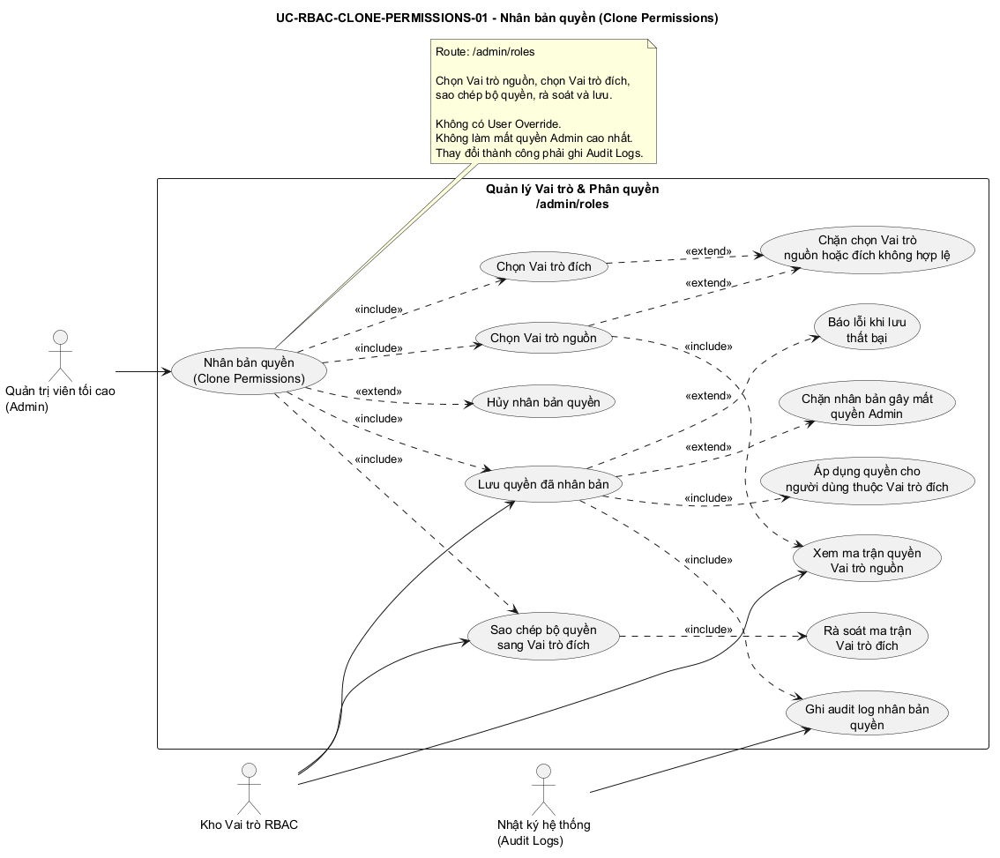 UC-RBAC-CLONE-PERMISSIONS-01 - Nhân bản quyền (Clone Permissions)
Route: /admin/roles
Chọn Vai trò nguồn, chọn Vai trò đích,
sao chép bộ quyền, rà soát và lưu.
Không có User Override.
Không làm mất quyền Admin cao nhất.
Thay đổi thành công phải ghi Audit Logs.
Quản lý Vai trò & Phân quyền
/admin/roles
Chặn chọn Vai trò
nguồn hoặc đích không hợp lệ
«extend»
Chọn Vai trò đích
«extend»
«include»
Báo lỗi khi lưu
thất bại
Chọn Vai trò nguồn
«include»
«include»
Nhân bản quyền
(Clone Permissions)
Quản trị viên tối cao
(Admin)
«extend»
Hủy nhân bản quyền
«extend»
Chặn nhân bản gây mất
quyền Admin
«include»
«extend»
«include»
Lưu quyền đã nhân bản
Áp dụng quyền cho
người dùng thuộc Vai trò đích
«include»
«include»
Xem ma trận quyền
Vai trò nguồn
Sao chép bộ quyền
sang Vai trò đích
«include»
Rà soát ma trận
Vai trò đích
Ghi audit log nhân bản
quyền
Kho Vai trò RBAC
Nhật ký hệ thống
(Audit Logs)